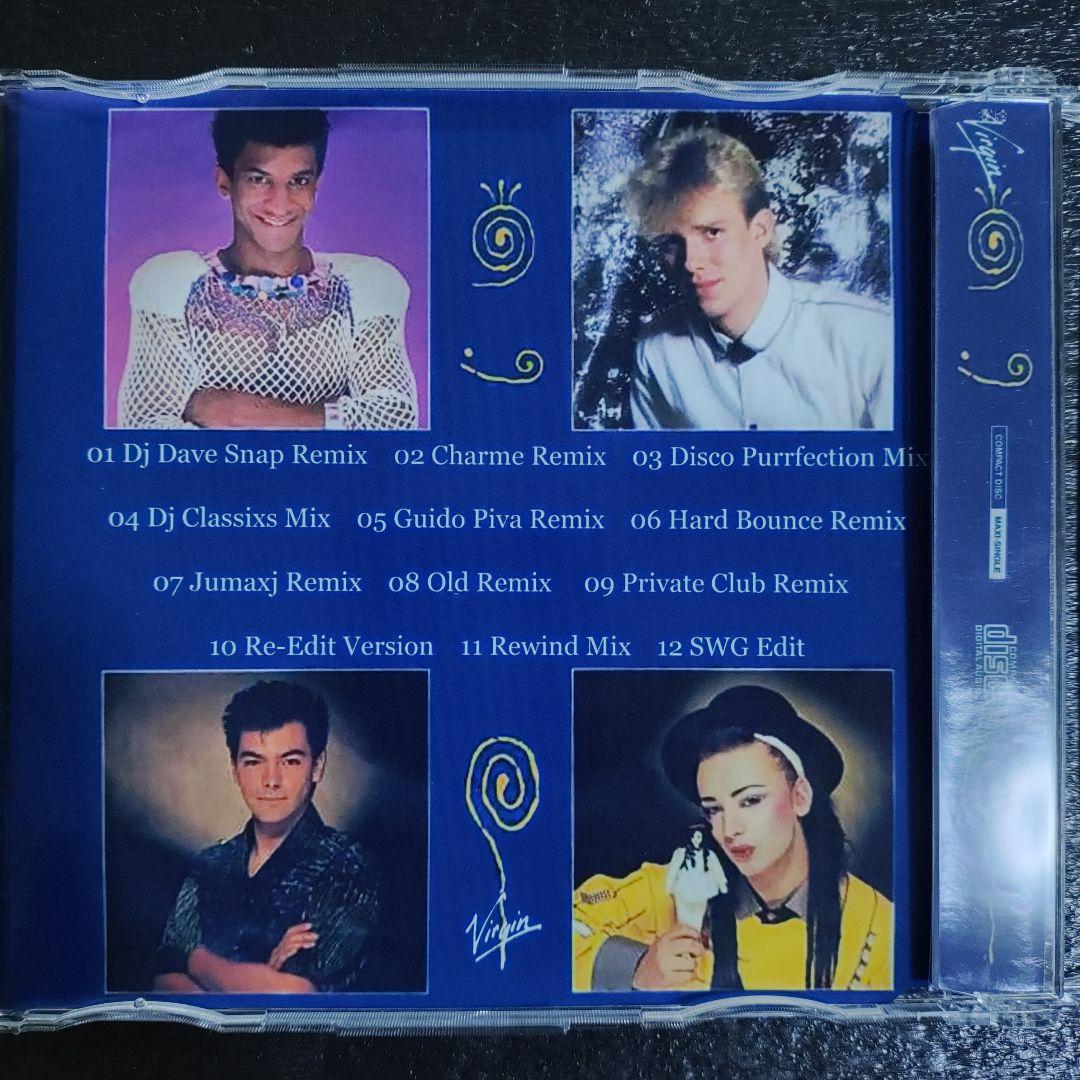 01 Dj Dave Snap Remix 02 Charme Remix 03 Disco Purrfection Mix
04 Dj Classixs Mix 05 Guido Piva Remix 06 Hard Bounce Remix
07 Jumaxj Remix 08 Old Remix 09 Private Club Remix
10 Re-Edit Version 11 Rewind Mix 12 SWG Edit
Virgin
Virgin
COMPACT DISC
MAXI-SINGLE
disc
DIGITAL